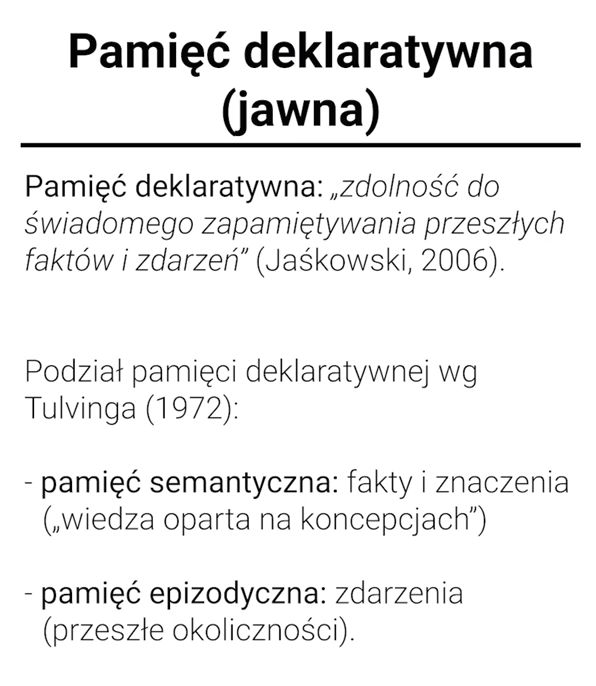 Pamięć deklaratywna
(jawna)
Pamięć deklaratywna: „zdolność do
świadomego zapamiętywania przeszłych
faktów i zdarzeń” (Jaśkowski, 2006).
Podział pamięci deklaratywnej wg
Tulvinga (1972):
- pamięć semantyczna: fakty i znaczenia
(„wiedza oparta na koncepcjach”)
- pamięć epizodyczna: zdarzenia
(przeszłe okoliczności).